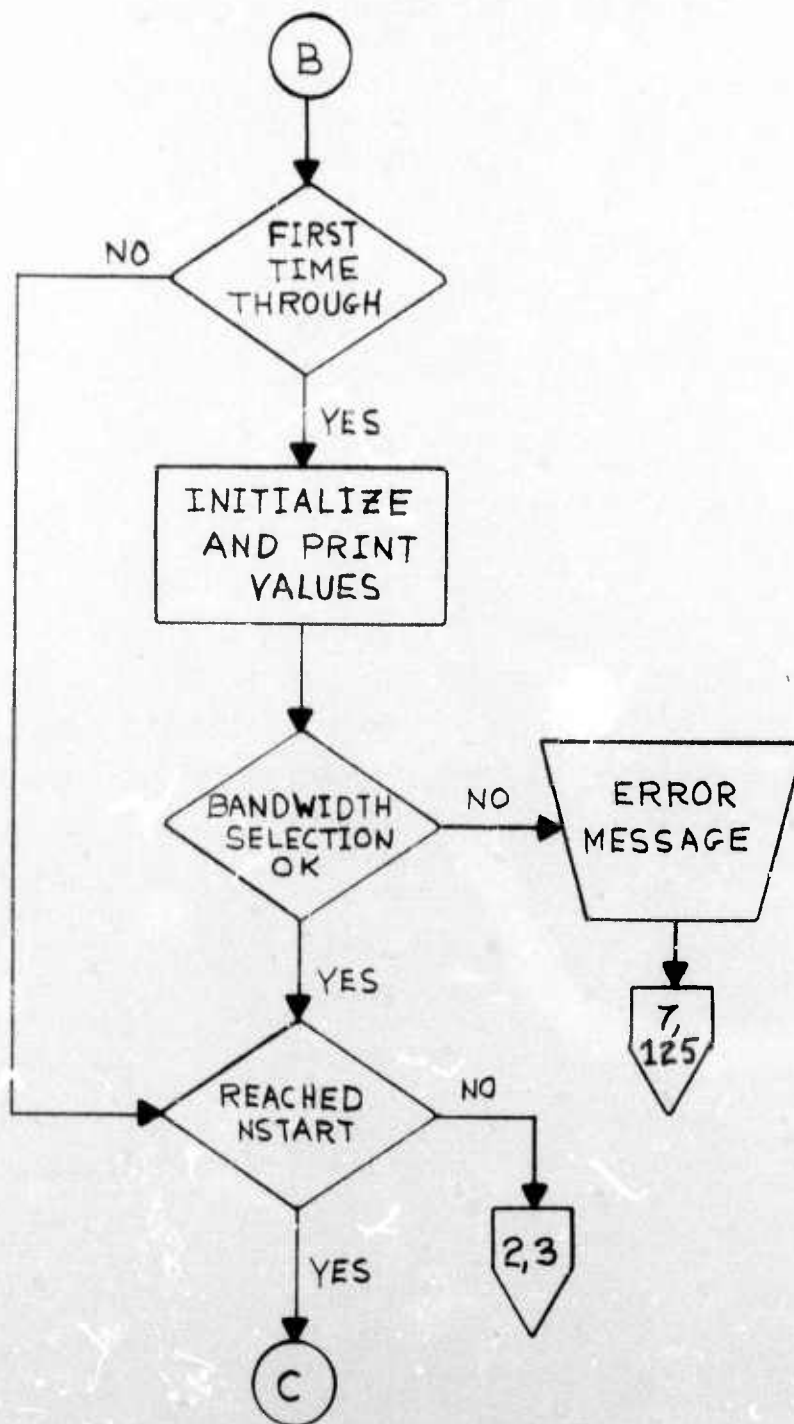 B
FIRST
TIME
THROUGH
NO
YES
INITIALIZE
AND PRINT
VALUES
BANDWIDTH
SELECTION
OK
NO
ERROR
MESSAGE
YES
7,
125
REACHED
NSTART
NO
2,3
YES
C